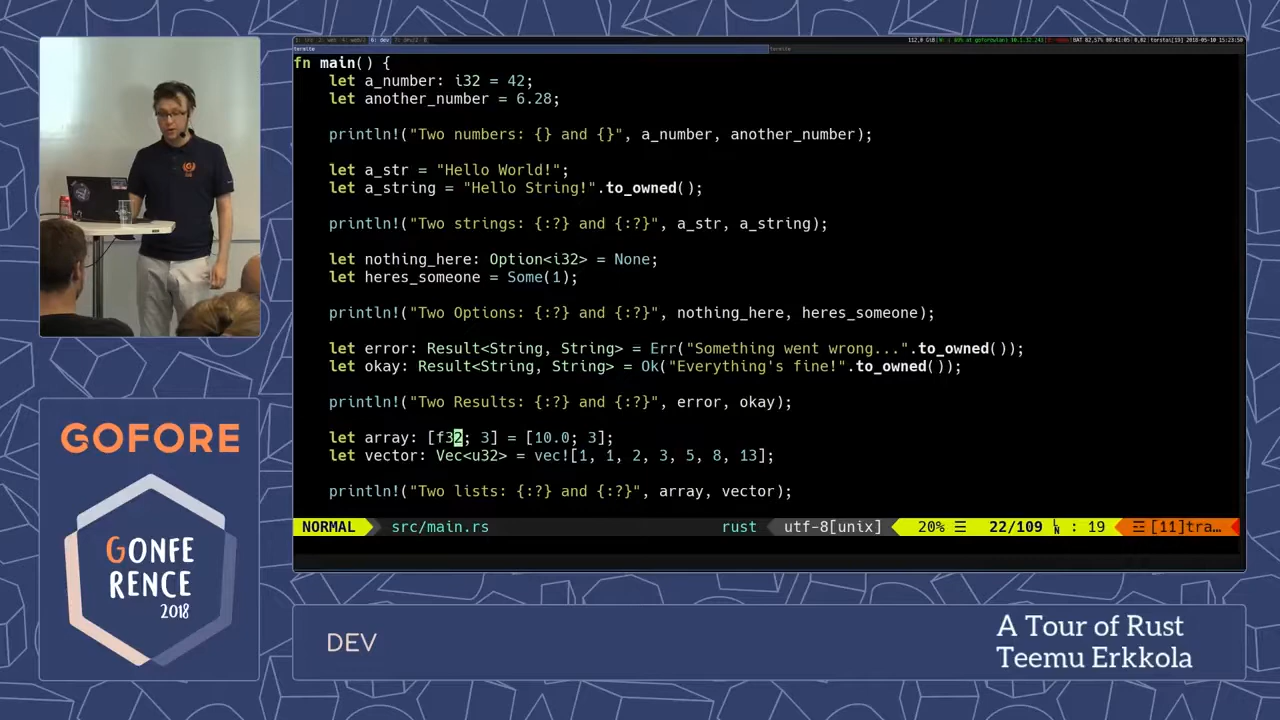 fn main() {
let a_number: i32 = 42;
let another_number = 6.28;
println!("Two numbers: {} and {}", a_number, another_number);
let a_str = "Hello World!";
let a_string = "Hello String!".to_owned();
println!("Two strings: {:?} and {:?}", a_str, a_string);
let nothing_here: Option<i32> = None;
let heres_someone = Some(1);
println!("Two Options: {:?} and {:?}", nothing_here, heres_someone);
let error: Result<String, String> = Err("Something went wrong...".to_owned());
let okay: Result<String, String> = Ok("Everything's fine!".to_owned());
println!("Two Results: {:?} and {:?}", error, okay);
let array: [f32; 3] = [10.0; 3];
let vector: Vec<u32> = vec![1, 1, 2, 3, 5, 8, 13];
println!("Two lists: {:?} and {:?}", array, vector);
NORMAL src/main.rs rust utf-8[unix] 20% ☰ 22/109 : 19 [11]tra…
GOFORE
GONFE
RENCE
2018
DEV
A Tour of Rust
Teemu Erkkola